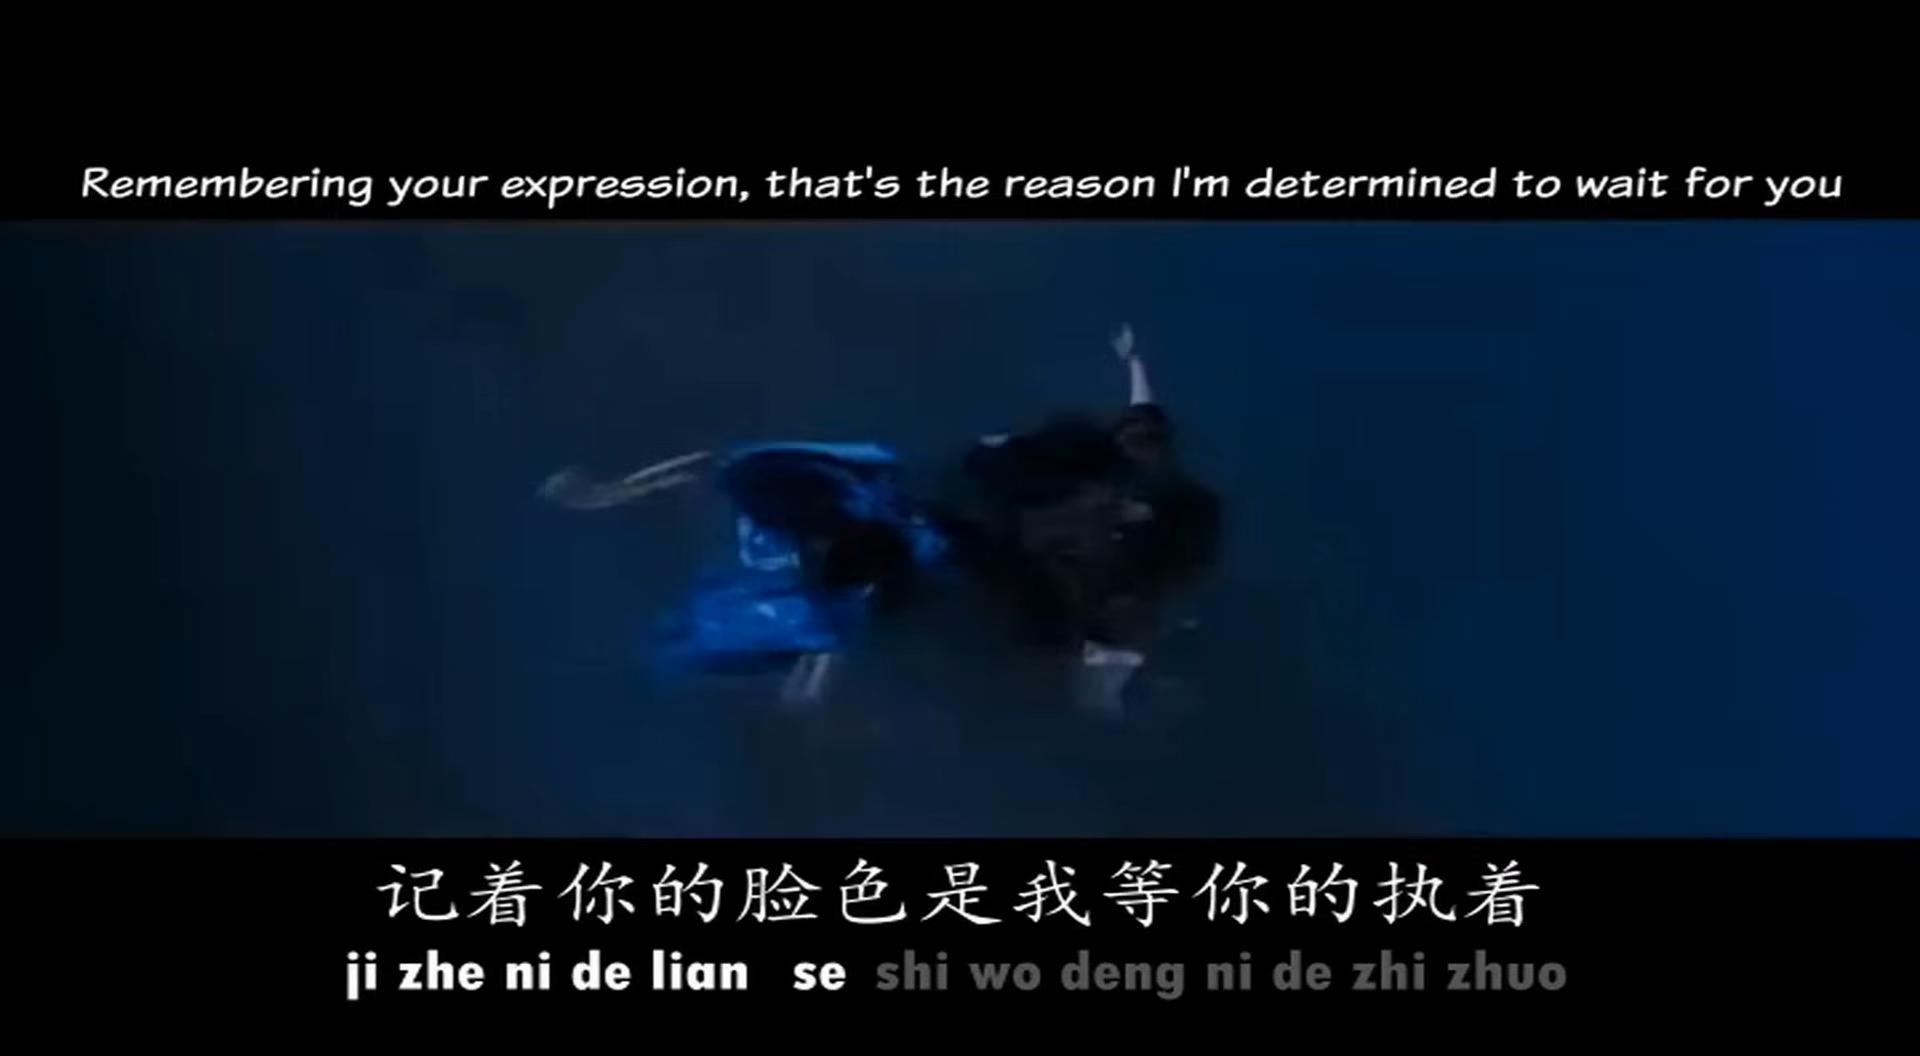 Remembering your expression, that's the reason I'm determined to wait for you
记着你的脸色是我等你的执着
ji zhe ni de lian se shi wo deng ni de zhi zhuo